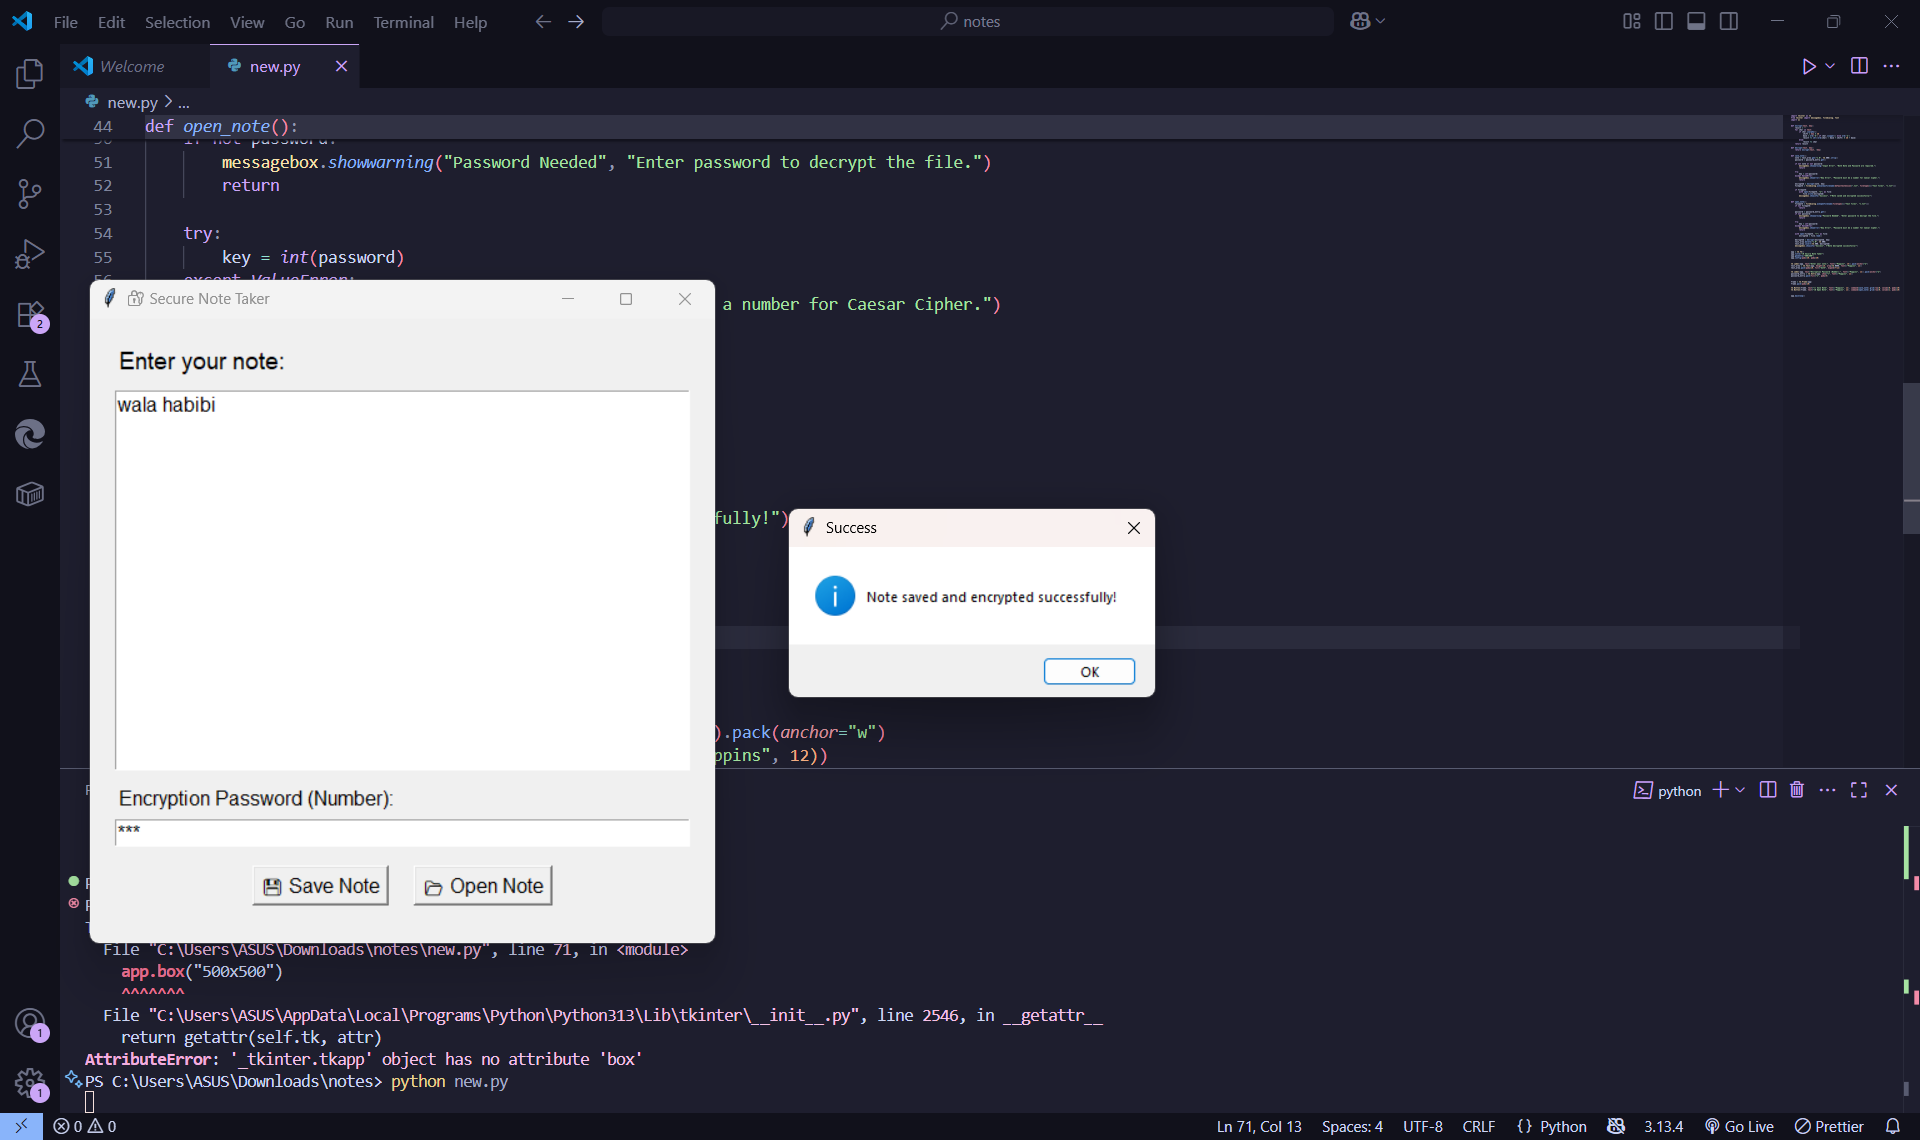 File Edit Selection View Go Run Terminal Help
notes
Welcome
new.py
new.py > ...
44 def open_note():
51 messagebox.showwarning("Password Needed", "Enter password to decrypt the file.")
52 return
53
54 try:
55 key = int(password)
a number for Caesar Cipher.")
2
Secure Note Taker
Enter your note:
wala habibi
fully!")
Success
Note saved and encrypted successfully!
OK
).pack(anchor="w")
ppins", 12))
Encryption Password (Number):
***
Save Note
Open Note
python
File "C:\Users\ASUS\Downloads\notes\new.py", line 71, in <module>
app.box("500x500")
^^^^^^^
File "C:\Users\ASUS\AppData\Local\Programs\Python\Python313\Lib\tkinter\__init__.py", line 2546, in __getattr__
return getattr(self.tk, attr)
AttributeError: '_tkinter.tkapp' object has no attribute 'box'
PS C:\Users\ASUS\Downloads\notes> python new.py
1
1
0 0
Ln 71, Col 13 Spaces: 4 UTF-8 CRLF {} Python 3.13.4 Go Live Prettier